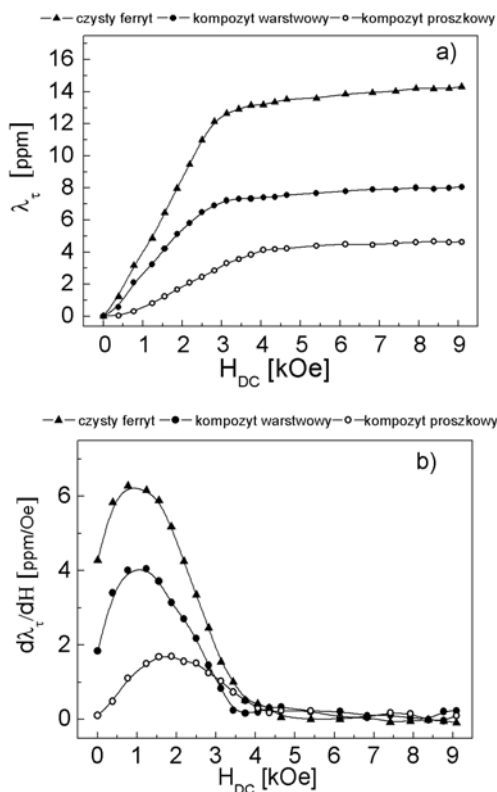 czysty ferryt kompozyt warstwowy kompozyt proszkowy
a)
16
14
12
10
8
6
4
2
0
λτ [ppm]
0 1 2 3 4 5 6 7 8 9
H_DC [kOe]
czysty ferryt kompozyt warstwowy kompozyt proszkowy
b)
6
4
2
0
dλτ/dH [ppm/Oe]
0 1 2 3 4 5 6 7 8 9
H_DC [kOe]